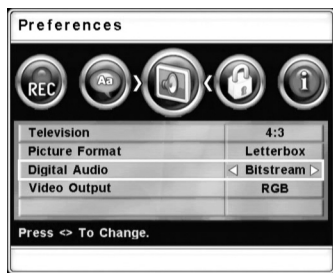 Preferences
REC Aa i
Television 4:3
Picture Format Letterbox
Digital Audio Bitstream
Video Output RGB
Press <> To Change.